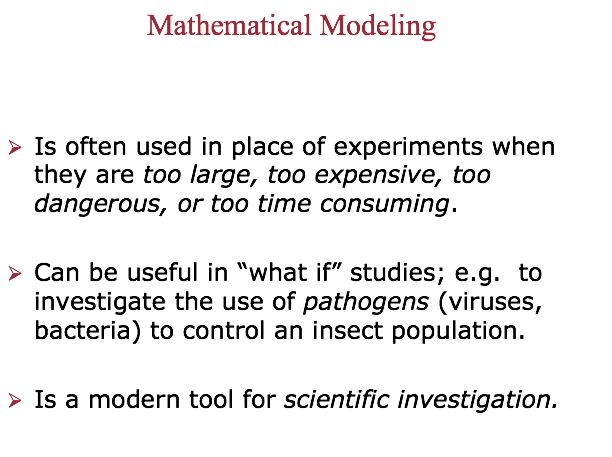 Mathematical Modeling
➢ Is often used in place of experiments when
they are too large, too expensive, too
dangerous, or too time consuming.
➢ Can be useful in “what if” studies; e.g.  to
investigate the use of pathogens (viruses,
bacteria) to control an insect population.
➢ Is a modern tool for scientific investigation.